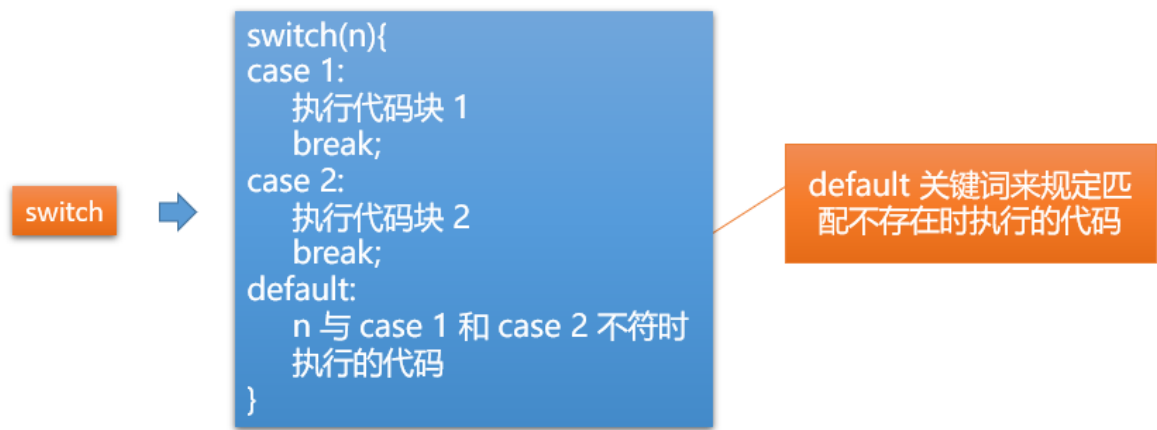 switch
switch(n){
case 1:
执行代码块 1
break;
case 2:
执行代码块 2
break;
default:
n 与 case 1 和 case 2 不符时
执行的代码
}
default 关键词来规定匹
配不存在时执行的代码